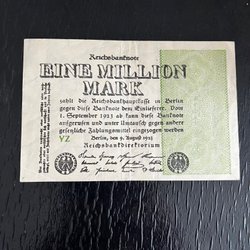 Reichsbanknote
EINE MILLION
MARK
zahlt die Reichsbankhauptkasse in Berlin
gegen diese Banknote dem Einlieferer. Vom
1. September 1923 ab kann diese Banknote
aufgerufen und unter Umtausch gegen andere
gesetzliche Zahlungsmittel eingezogen werden
YZ
Berlin, den 9. August 1923
Reichsbankdirektorium